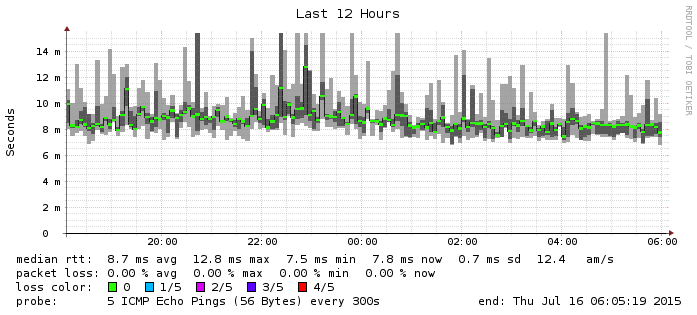 Last 12 Hours
RRDTOOL / TOBI OETIKER
Seconds
14 m
12 m
10 m
8 m
6 m
4 m
2 m
0
20:00 22:00 00:00 02:00 04:00 06:00
median rtt: 8.7 ms avg 12.8 ms max 7.5 ms min 7.8 ms now 0.7 ms sd 12.4 am/s
packet loss: 0.00 % avg 0.00 % max 0.00 % min 0.00 % now
loss color: 0 1/5 2/5 3/5 4/5
probe: 5 ICMP Echo Pings (56 Bytes) every 300s end: Thu Jul 16 06:05:19 2015